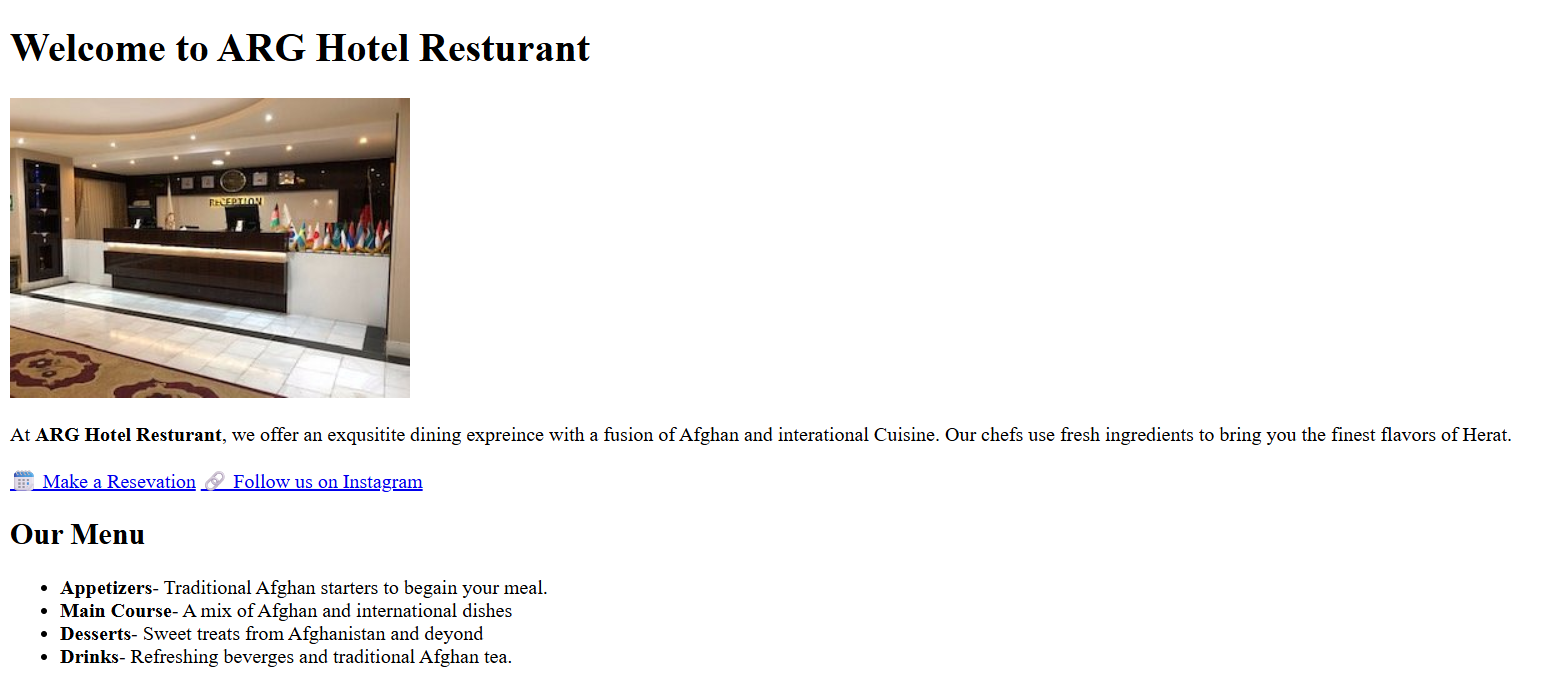 Welcome to ARG Hotel Resturant
RECEPTION
At ARG Hotel Resturant, we offer an exqusitite dining expreince with a fusion of Afghan and interational Cuisine. Our chefs use fresh ingredients to bring you the finest flavors of Herat.
Make a Resevation Follow us on Instagram
Our Menu
• Appetizers- Traditional Afghan starters to begain your meal.
• Main Course- A mix of Afghan and international dishes
• Desserts- Sweet treats from Afghanistan and deyond
• Drinks- Refreshing beverges and traditional Afghan tea.